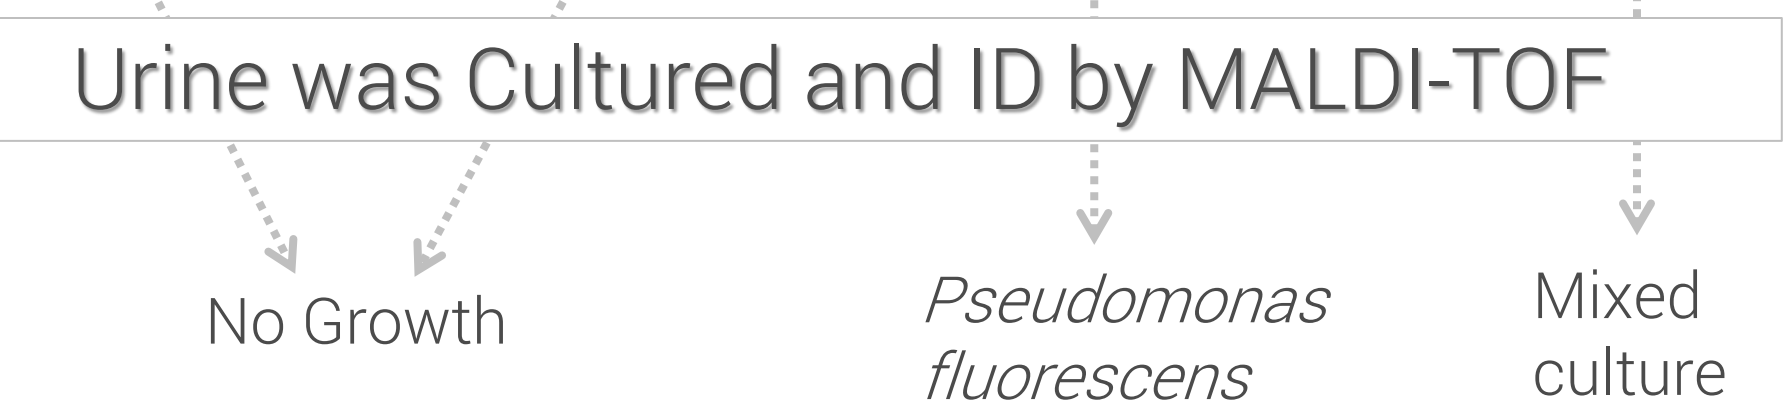 Urine was Cultured and ID by MALDI-TOF
No Growth
Pseudomonas
fluorescens
Mixed
culture